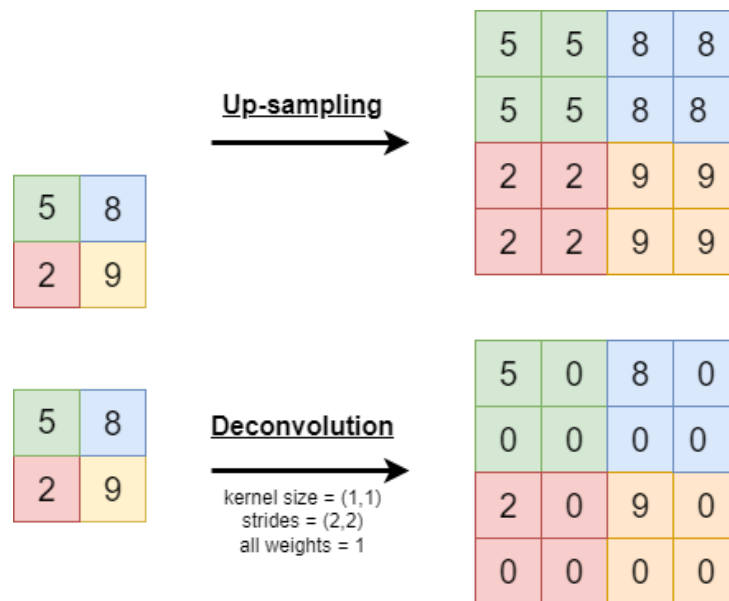 5 5 8 8
Up-sampling
5 5 8 8
2 2 9 9
5 8
2 2 9 9
2 9
5 0 8 0
5 8
Deconvolution
0 0 0 0
2 9
kernel size = (1,1)
strides = (2,2)
all weights = 1
2 0 9 0
0 0 0 0